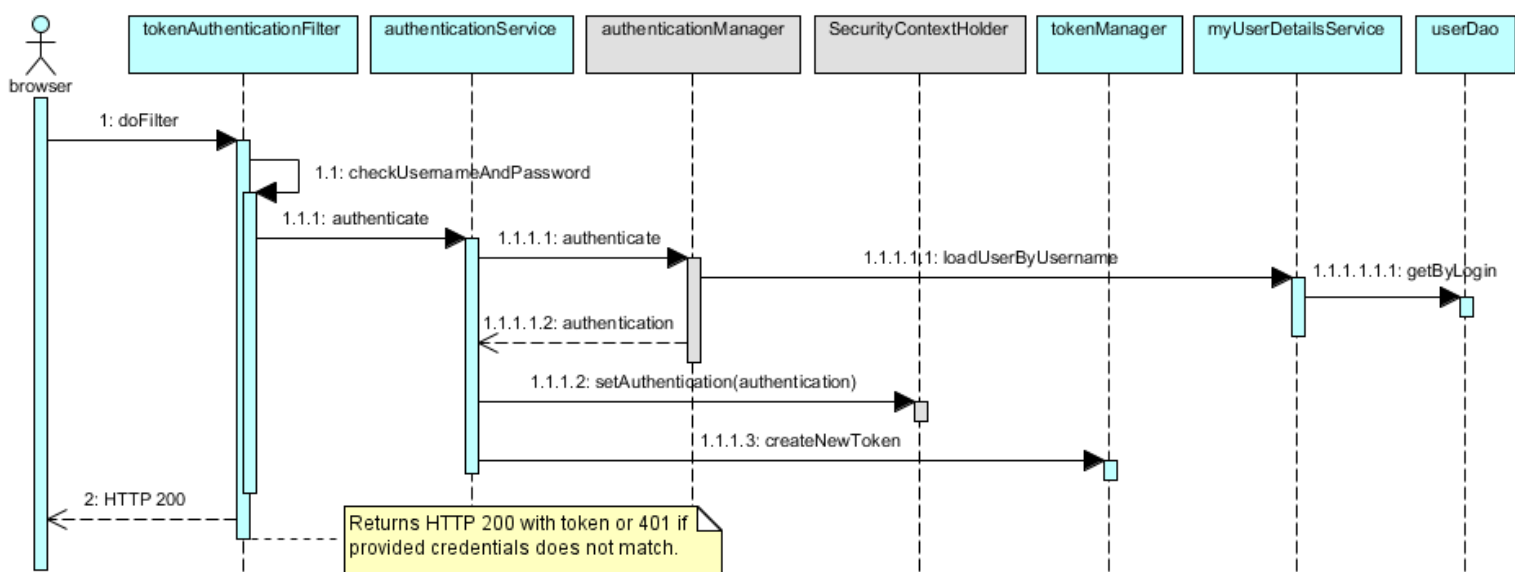 tokenAuthenticationFilter
authenticationService
authenticationManager
SecurityContextHolder
tokenManager
myUserDetailsService
userDao
browser
1: doFilter
1.1: checkUsernameAndPassword
1.1.1: authenticate
1.1.1.1: authenticate
1.1.1.1.1: loadUserByUsername
1.1.1.1.1.1: getByLogin
1.1.1.1.2: authentication
1.1.1.2: setAuthentication(authentication)
1.1.1.3: createNewToken
2: HTTP 200
Returns HTTP 200 with token or 401 if
provided credentials does not match.